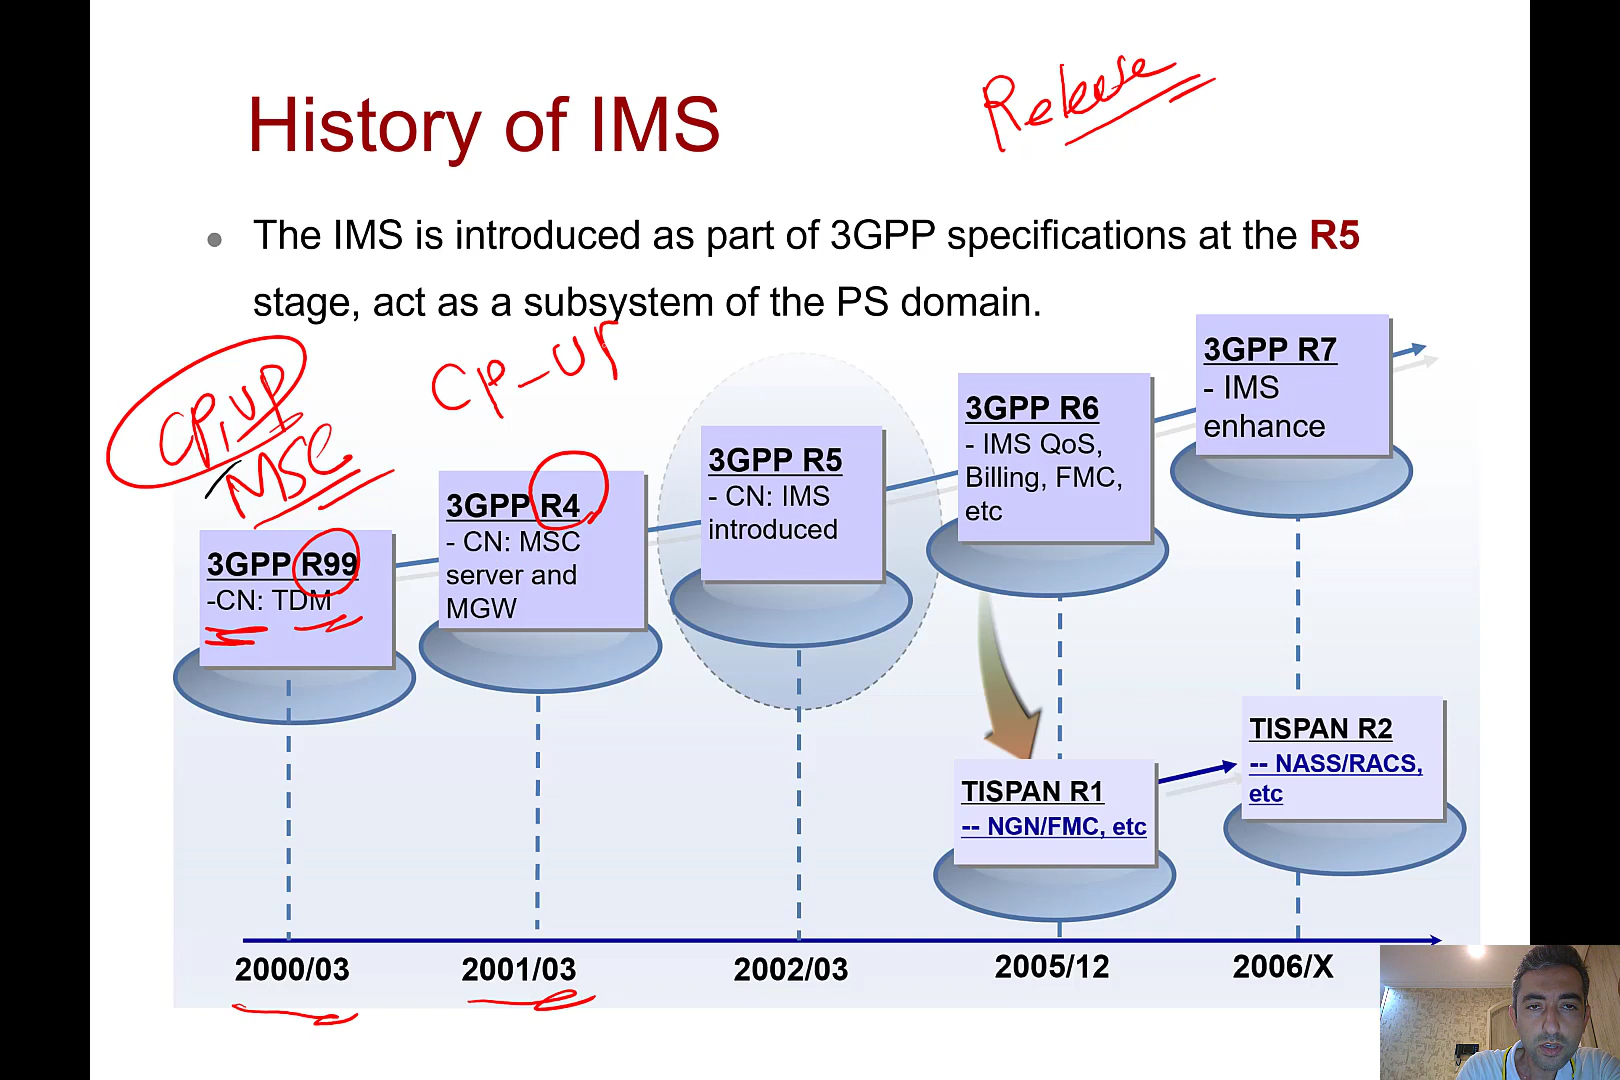 History of IMS
Release
● The IMS is introduced as part of 3GPP specifications at the R5
stage, act as a subsystem of the PS domain.
CP, UP
MSC
CP-UP
3GPP R99
-CN: TDM
3GPP R4
- CN: MSC
server and
MGW
3GPP R5
- CN: IMS
introduced
3GPP R6
- IMS QoS,
Billing, FMC,
etc
3GPP R7
- IMS
enhance
TISPAN R1
-- NGN/FMC, etc
TISPAN R2
-- NASS/RACS,
etc
2000/03
2001/03
2002/03
2005/12
2006/X